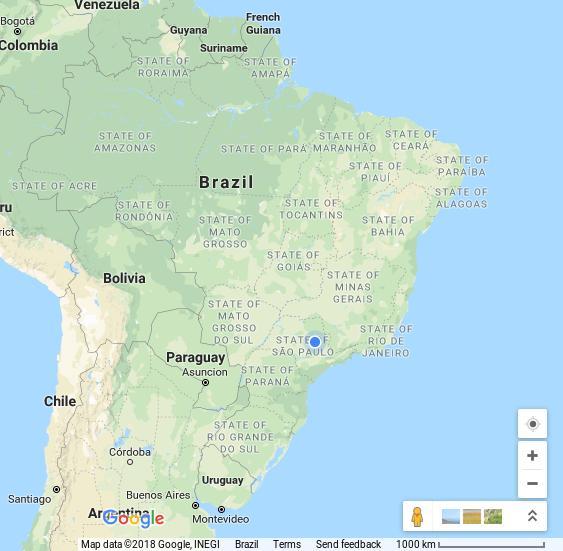 Venezuela
Bogotá
Colombia
Guyana
French
Guiana
Suriname
STATE OF
RORAIMA
STATE OF
AMAPÁ
STATE OF
AMAZONAS
STATE OF PARÁ
STATE OF
MARANHÃO
STATE OF
CEARÁ
STATE OF
PARAÍBA
STATE OF
PIAUÍ
STATE OF ACRE
Brazil
STATE OF
ALAGOAS
ru
rict
STATE OF
RONDÔNIA
STATE OF
TOCANTINS
STATE OF
MATO
GROSSO
STATE OF
BAHIA
STATE OF
GOIÁS
Bolivia
STATE OF
MINAS
GERAIS
STATE OF
MATO
GROSSO
DO SUL
STATE OF
SÃO PAULO
STATE OF
RIO DE
JANEIRO
Paraguay
Asuncion
STATE OF
PARANÁ
Chile
STATE OF
RIO GRANDE
DO SUL
Córdoba
Uruguay
Santiago
Buenos Aires
Montevideo
Argentina
Google
Map data ©2018 Google, INEGI Brazil Terms Send feedback 1000 km